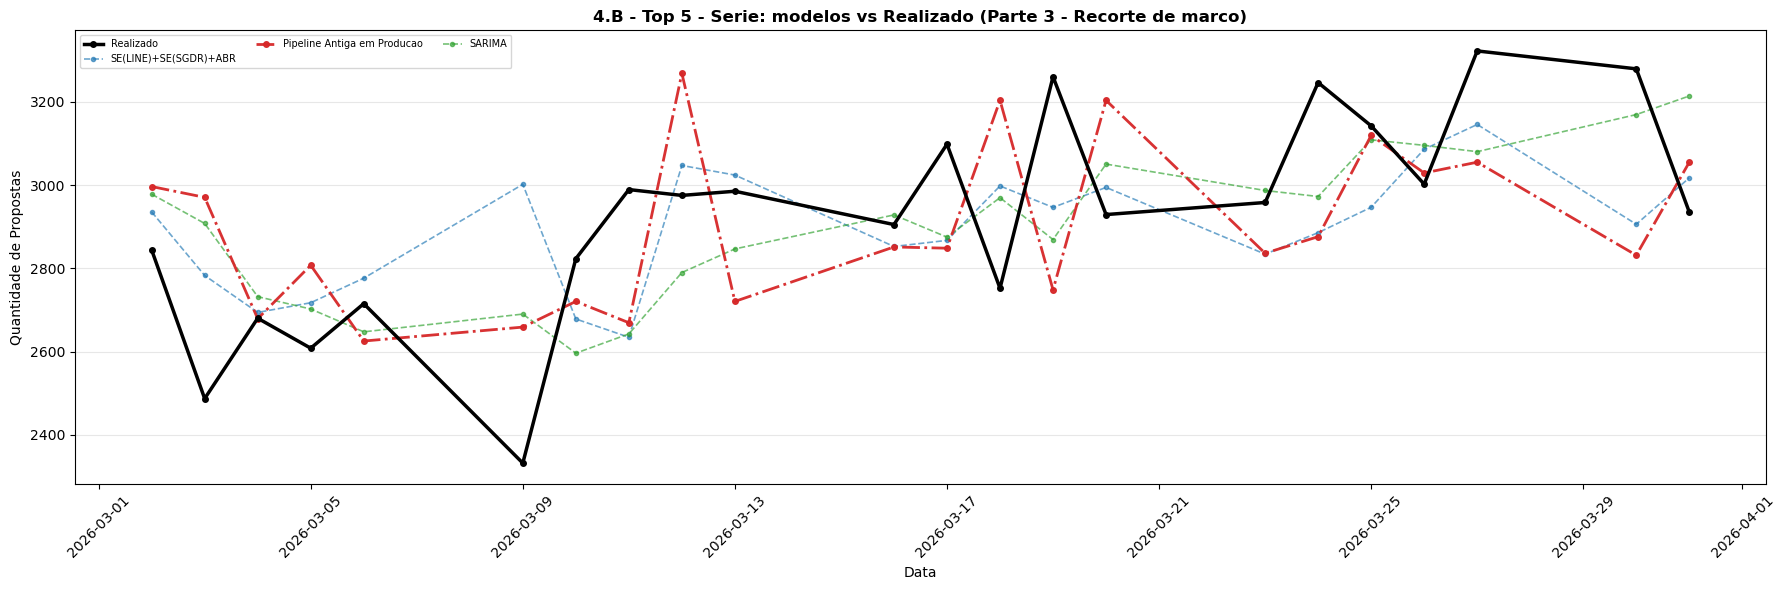 4.B - Top 5 - Serie: modelos vs Realizado (Parte 3 - Recorte de marco)
Realizado
SE(LINE)+SE(SGDR)+ABR
Pipeline Antiga em Producao
SARIMA
Quantidade de Propostas
3200
3000
2800
2600
2400
2026-03-01
2026-03-05
2026-03-09
2026-03-13
2026-03-17
2026-03-21
2026-03-25
2026-03-29
2026-04-01
Data